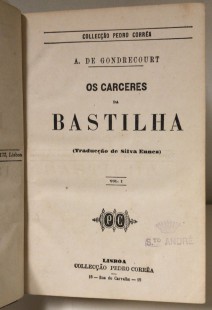 COLLECÇÃO PEDRO CORRÊA
A. DE GONDRECOURT
OS CARCERES
DA
BASTILHA
(Traducção de Silva Ennes)
VOL. I
PC
LISBOA
COLLECÇÃO PEDRO CORRÊA
Lisboa